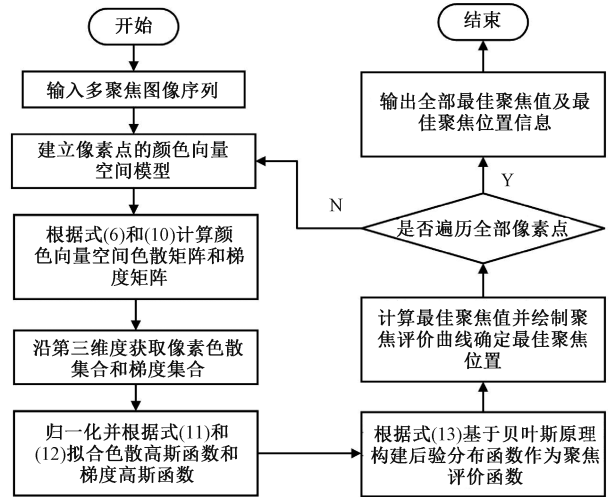 开始
输入多聚焦图像序列
建立像素点的颜色向量
空间模型
根据式(6)和(10)计算颜
色向量空间色散矩阵和梯
度矩阵
沿第三维度获取像素色散
集合和梯度集合
归一化并根据式(11)和
(12)拟合色散高斯函数和
梯度高斯函数
根据式(13)基于贝叶斯原理
构建后验分布函数作为聚焦
评价函数
计算最佳聚焦值并绘制聚
焦评价曲线确定最佳聚焦
位置
是否遍历全部像素点
N
Y
输出全部最佳聚焦值及最
佳聚焦位置信息
结束